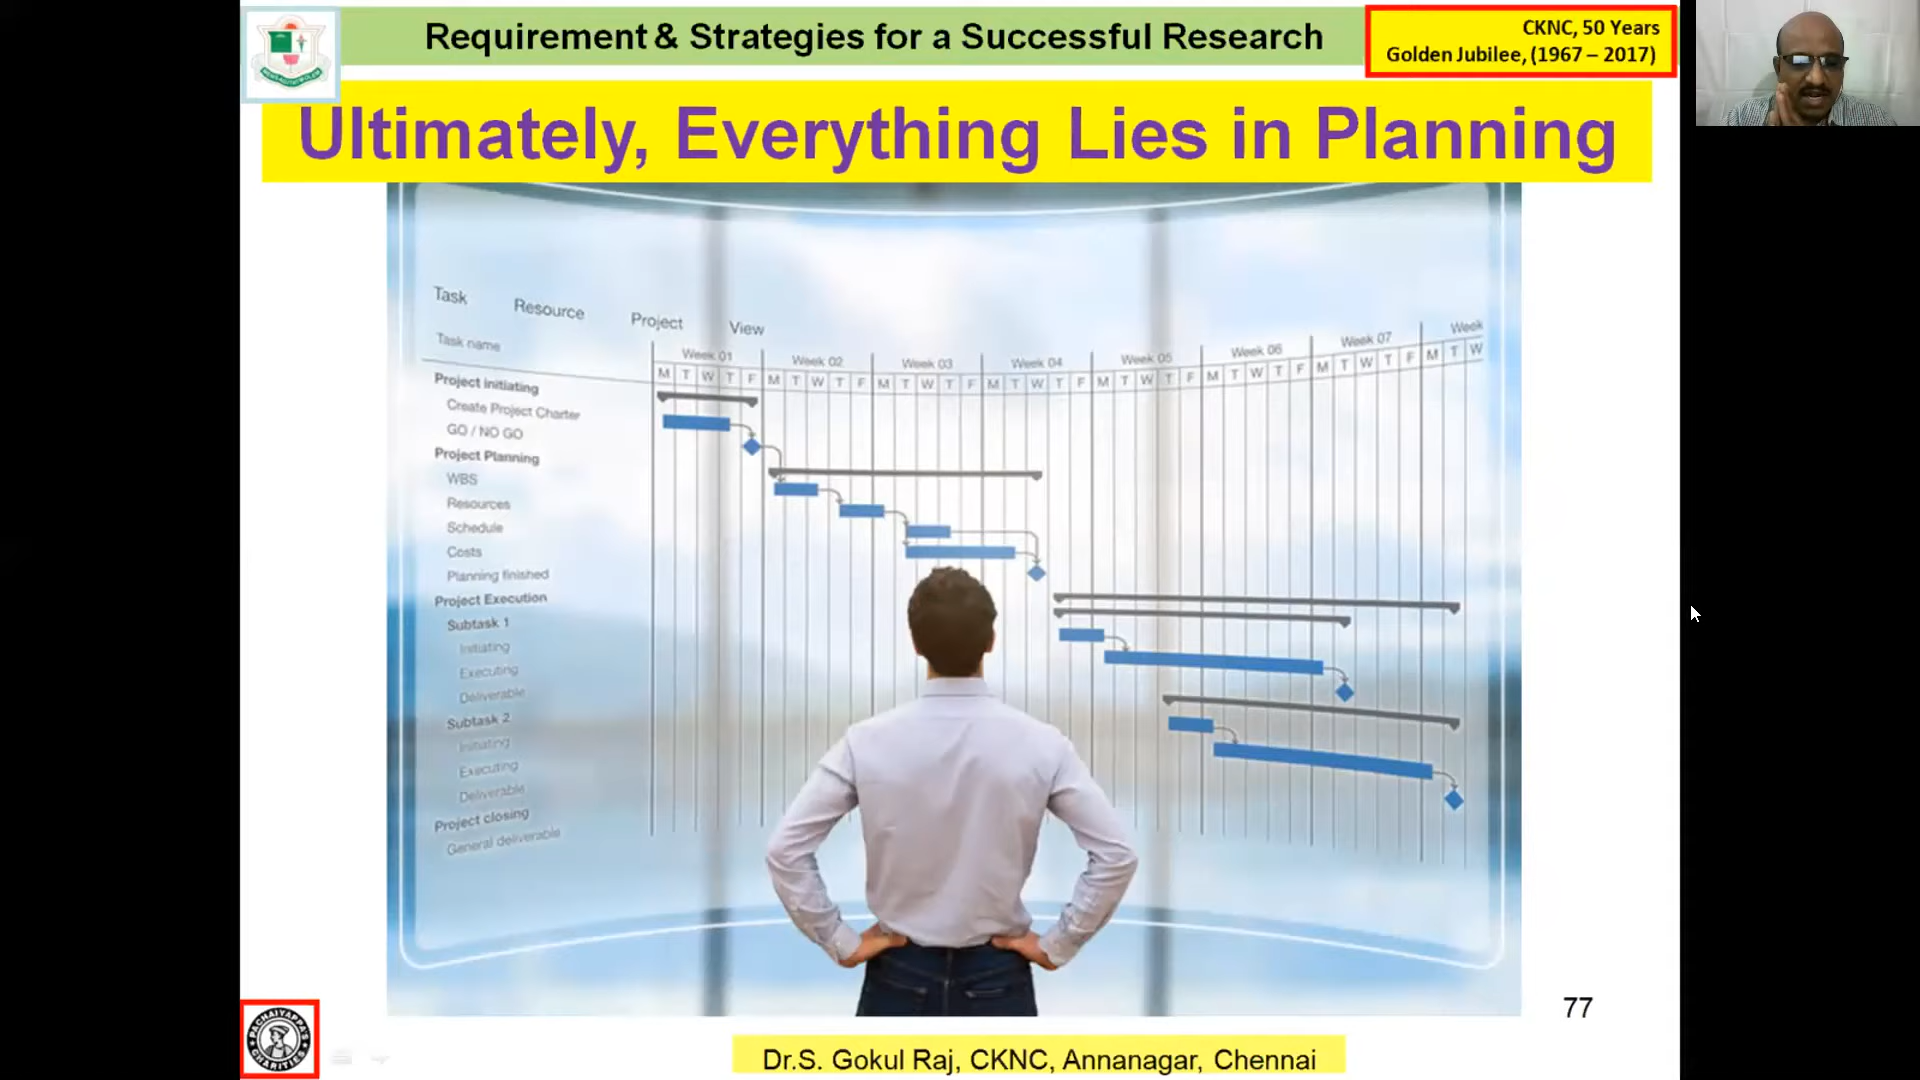 Requirement & Strategies for a Successful Research
CKNC, 50 Years
Golden Jubilee, (1967 – 2017)
Ultimately, Everything Lies in Planning
Task Resource Project View
Task name
Week 01 Week 02 Week 03 Week 04 Week 05 Week 06 Week 07 Week
M T W T F M T W T F M T W T F M T W T F M T W T F M T W T F M T W T F M T W
Project initiating
Create Project Charter
GO / NO GO
Project Planning
WBS
Resources
Schedule
Costs
Planning finished
Project Execution
Subtask 1
Initiating
Executing
Deliverable
Subtask 2
Initiating
Executing
Deliverable
Project closing
General deliverable
77
PACHAIYAPPA'S
CHARITIES
Dr.S. Gokul Raj, CKNC, Annanagar, Chennai